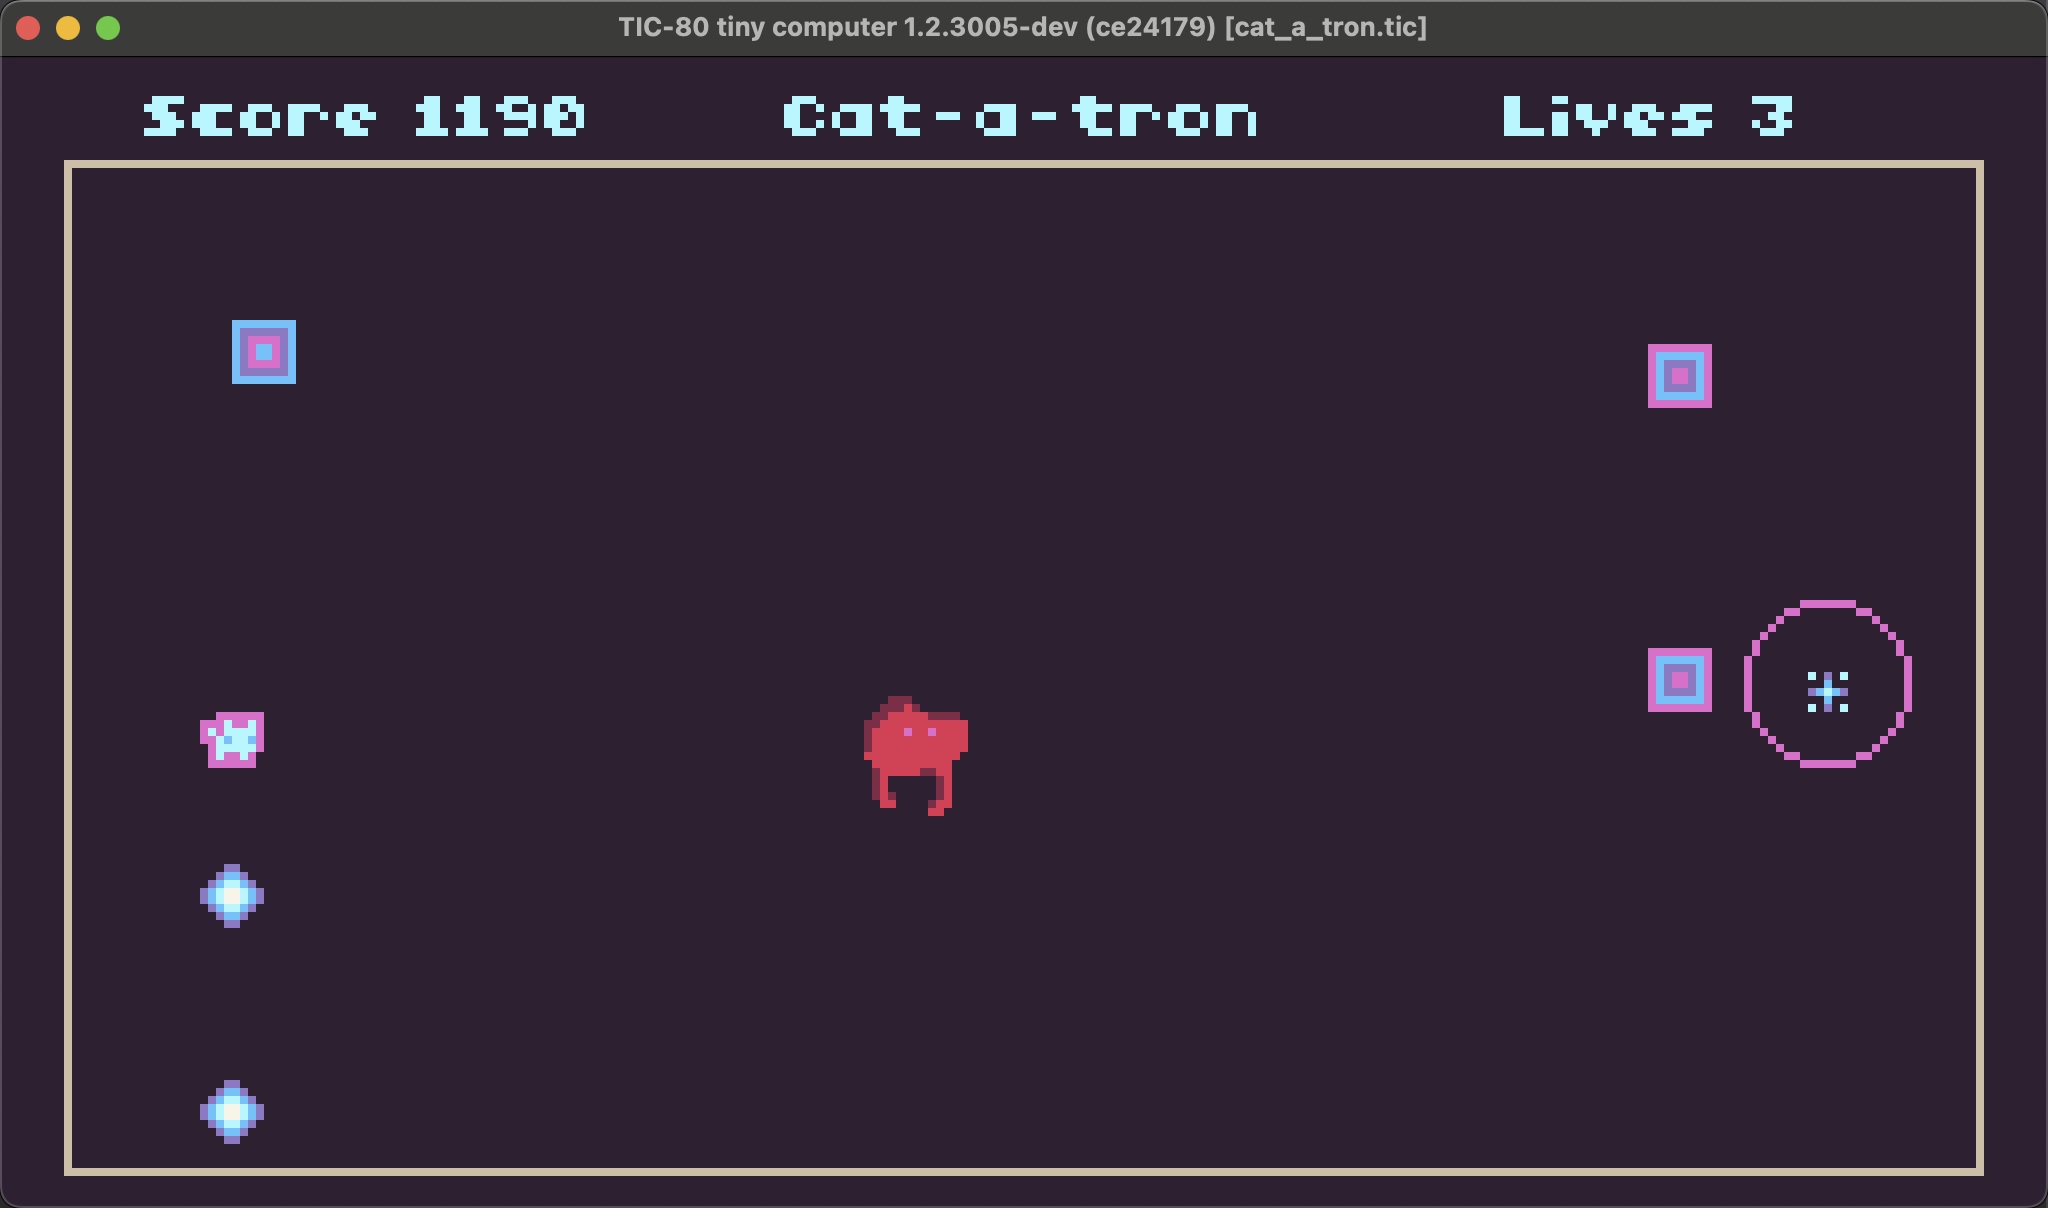 TIC-80 tiny computer 1.2.3005-dev (ce24179) [cat_a_tron.tic]
Score 1190 Cat-a-tron Lives 3